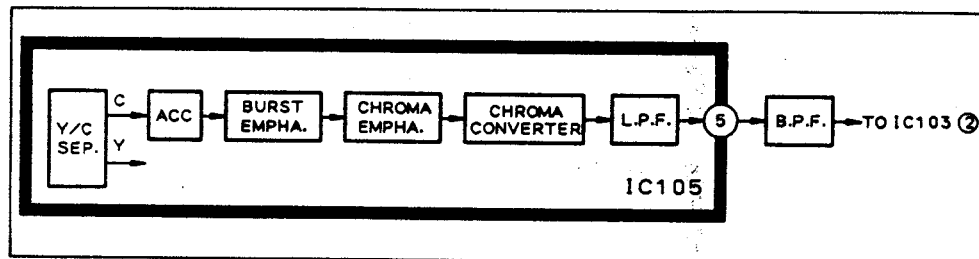 Y/C
SEP.
C
Y
ACC
BURST
EMPHA.
CHROMA
EMPHA.
CHROMA
CONVERTER
L.P.F.
5
B.P.F.
TO IC103 ②
IC105